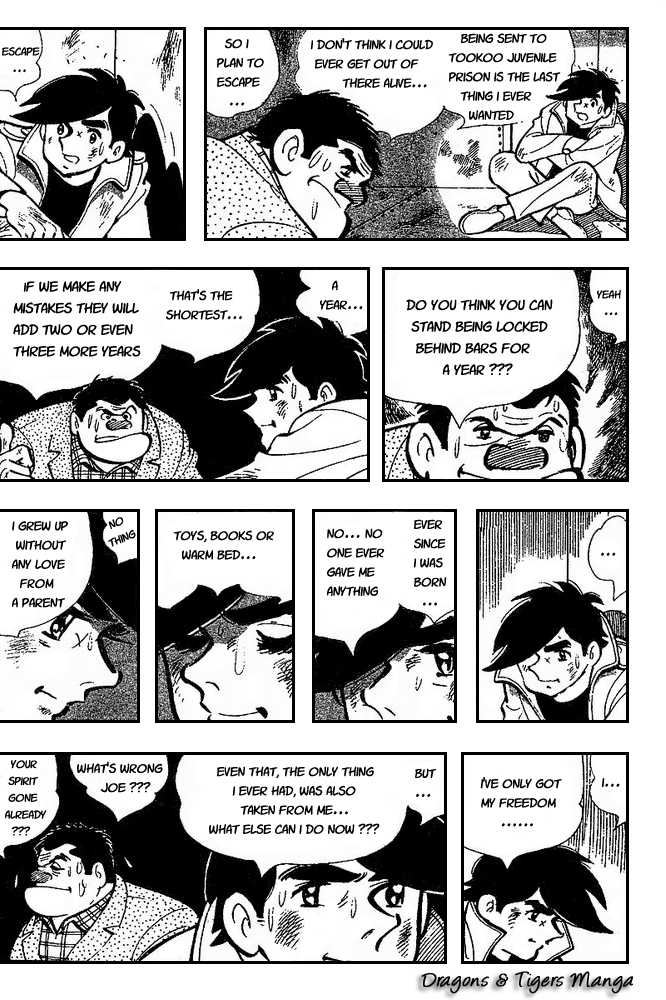 BEING SENT TO
TOOKOO JUVENILE
PRISON IS THE LAST
THING I EVER
WANTED
I DON'T THINK I COULD
EVER GET OUT OF
THERE ALIVE...
SO I
PLAN TO
ESCAPE
...
ESCAPE
...
YEAH
...
DO YOU THINK YOU CAN
STAND BEING LOCKED
BEHIND BARS FOR
A YEAR ???
A
YEAR...
THAT'S THE
SHORTEST...
IF WE MAKE ANY
MISTAKES THEY WILL
ADD TWO OR EVEN
THREE MORE YEARS
...
EVER
SINCE
I WAS
BORN
...
NO... NO
ONE EVER
GAVE ME
ANYTHING
TOYS, BOOKS OR
WARM BED...
NO
THING
I GREW UP
WITHOUT
ANY LOVE
FROM
A PARENT
I...
I'VE ONLY GOT
MY FREEDOM
......
BUT
...
EVEN THAT, THE ONLY THING
I EVER HAD, WAS ALSO
TAKEN FROM ME...
WHAT ELSE CAN I DO NOW ???
WHAT'S WRONG
JOE ???
YOUR
SPIRIT
GONE
ALREADY
???
Dragons & Tigers Manga